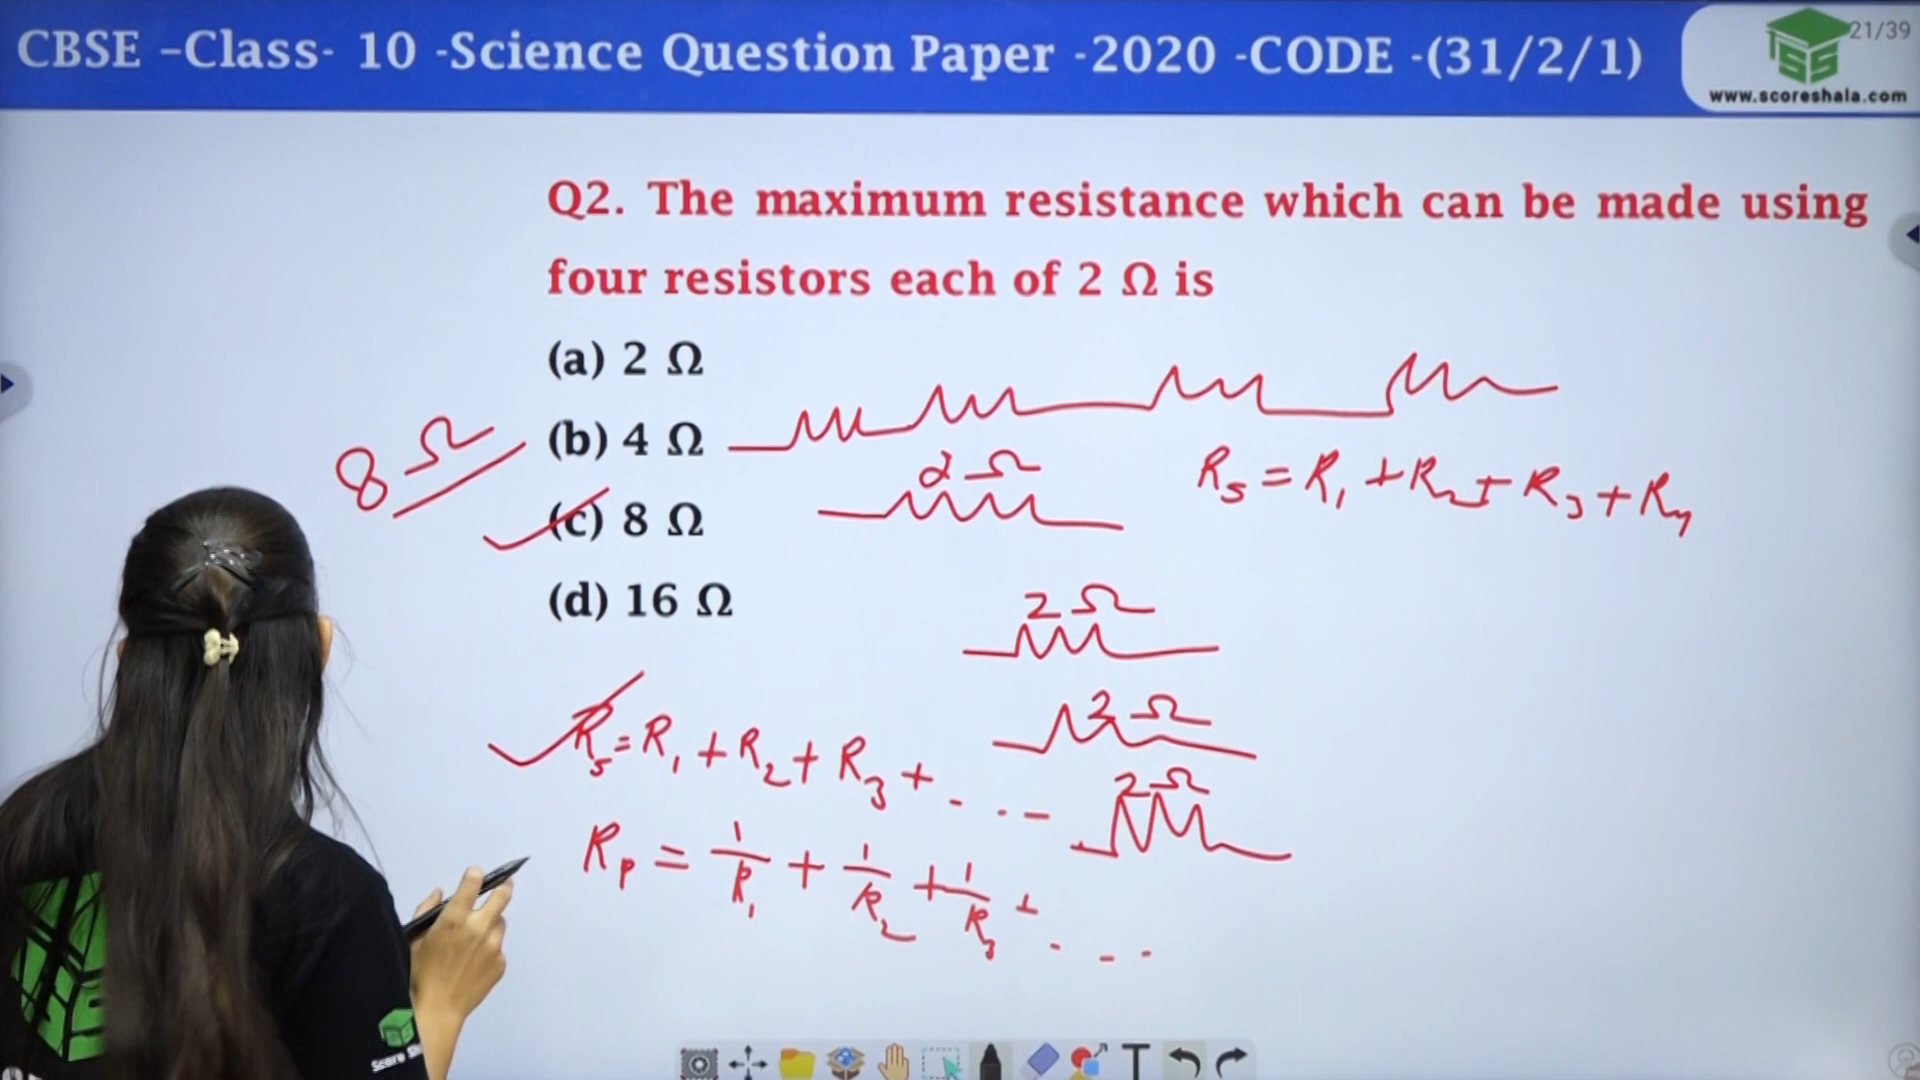 CBSE –Class- 10 -Science Question Paper -2020 -CODE -(31/2/1)
21/39
www.scoreshala.com
Q2. The maximum resistance which can be made using
four resistors each of 2 Ω is
(a) 2 Ω
(b) 4 Ω
8 Ω
(c) 8 Ω
2 Ω
Rs = R1 + R2 + R3 + R4
(d) 16 Ω
2 Ω
2 Ω
Rs = R1 + R2 + R3 + . . . –
2 Ω
Rp = 1/R1 + 1/R2 + 1/R3 + . . . .
T